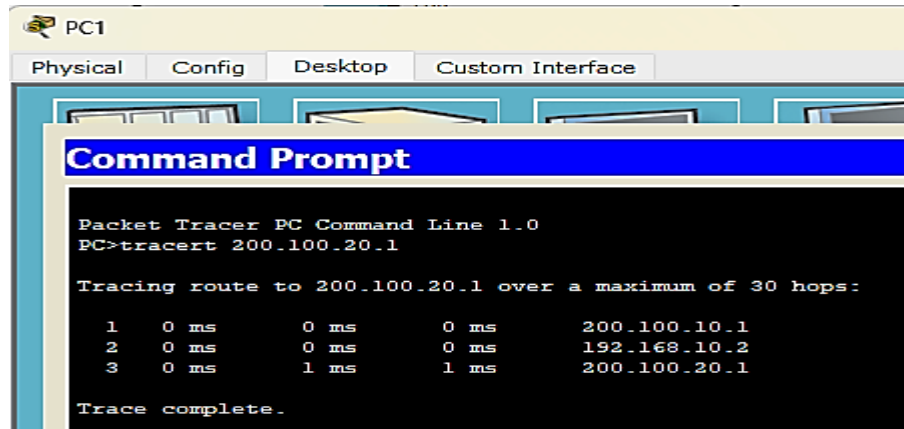 PC1
Physical Config Desktop Custom Interface
Command Prompt
Packet Tracer PC Command Line 1.0
PC>tracert 200.100.20.1
Tracing route to 200.100.20.1 over a maximum of 30 hops:
1 0 ms 0 ms 0 ms 200.100.10.1
2 0 ms 0 ms 0 ms 192.168.10.2
3 0 ms 1 ms 1 ms 200.100.20.1
Trace complete.